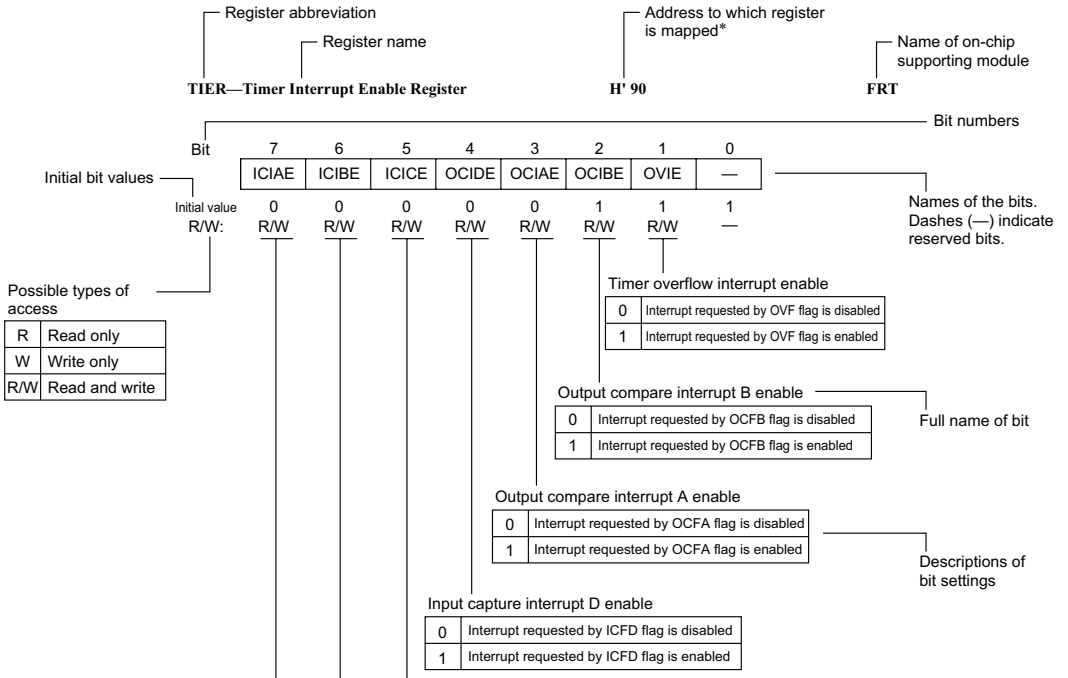 Register abbreviation
Register name
Address to which register
is mapped*
Name of on-chip
supporting module
TIER—Timer Interrupt Enable Register H' 90 FRT
Bit numbers
Bit 7 6 5 4 3 2 1 0
ICIAE ICIBE ICICE OCIDE OCIAE OCIBE OVIE —
Initial bit values
Initial value 0 0 0 0 0 1 1 1
R/W: R/W R/W R/W R/W R/W R/W R/W —
Names of the bits.
Dashes (—) indicate
reserved bits.
Possible types of
access
R Read only
W Write only
R/W Read and write
Timer overflow interrupt enable
0 Interrupt requested by OVF flag is disabled
1 Interrupt requested by OVF flag is enabled
Output compare interrupt B enable
0 Interrupt requested by OCFB flag is disabled
1 Interrupt requested by OCFB flag is enabled
Full name of bit
Output compare interrupt A enable
0 Interrupt requested by OCFA flag is disabled
1 Interrupt requested by OCFA flag is enabled
Descriptions of
bit settings
Input capture interrupt D enable
0 Interrupt requested by ICFD flag is disabled
1 Interrupt requested by ICFD flag is enabled